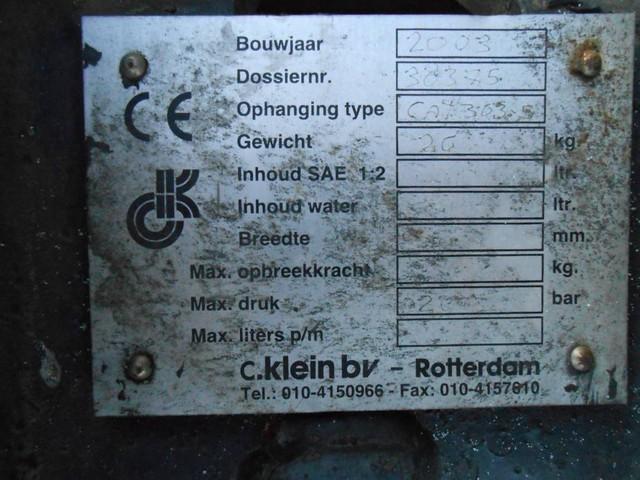 Bouwjaar 2003
Dossiernr. 38375
CE Ophanging type
Gewicht kg.
Inhoud SAE 1:2 ltr.
Inhoud water ltr.
Breedte mm.
Max. opbreekkracht kg.
Max. druk bar
Max. liters p/m
c.klein bv - Rotterdam
Tel.: 010-4150966 - Fax: 010-4157810